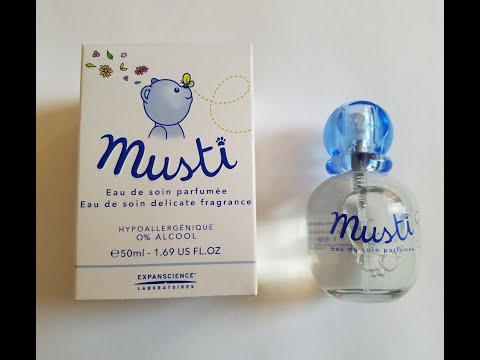 musti
Eau de soin parfumée
Eau de soin delicate fragrance
HYPOALLERGÉNIQUE
0% ALCOOL
℮50ml - 1.69 US FL.OZ
EXPANSCIENCE®
LABORATOIRES
musti
Eau de soin parfumée